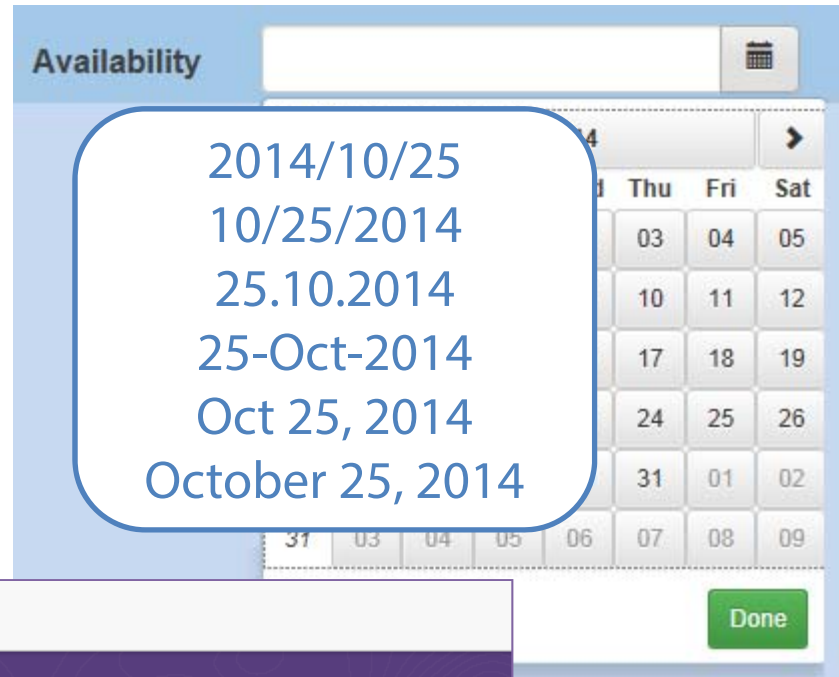 Availability
2014/10/25
10/25/2014
25.10.2014
25-Oct-2014
Oct 25, 2014
October 25, 2014
Thu Fri Sat
03 04 05
10 11 12
17 18 19
24 25 26
31 01 02
31 03 04 05 06 07 08 09
Done